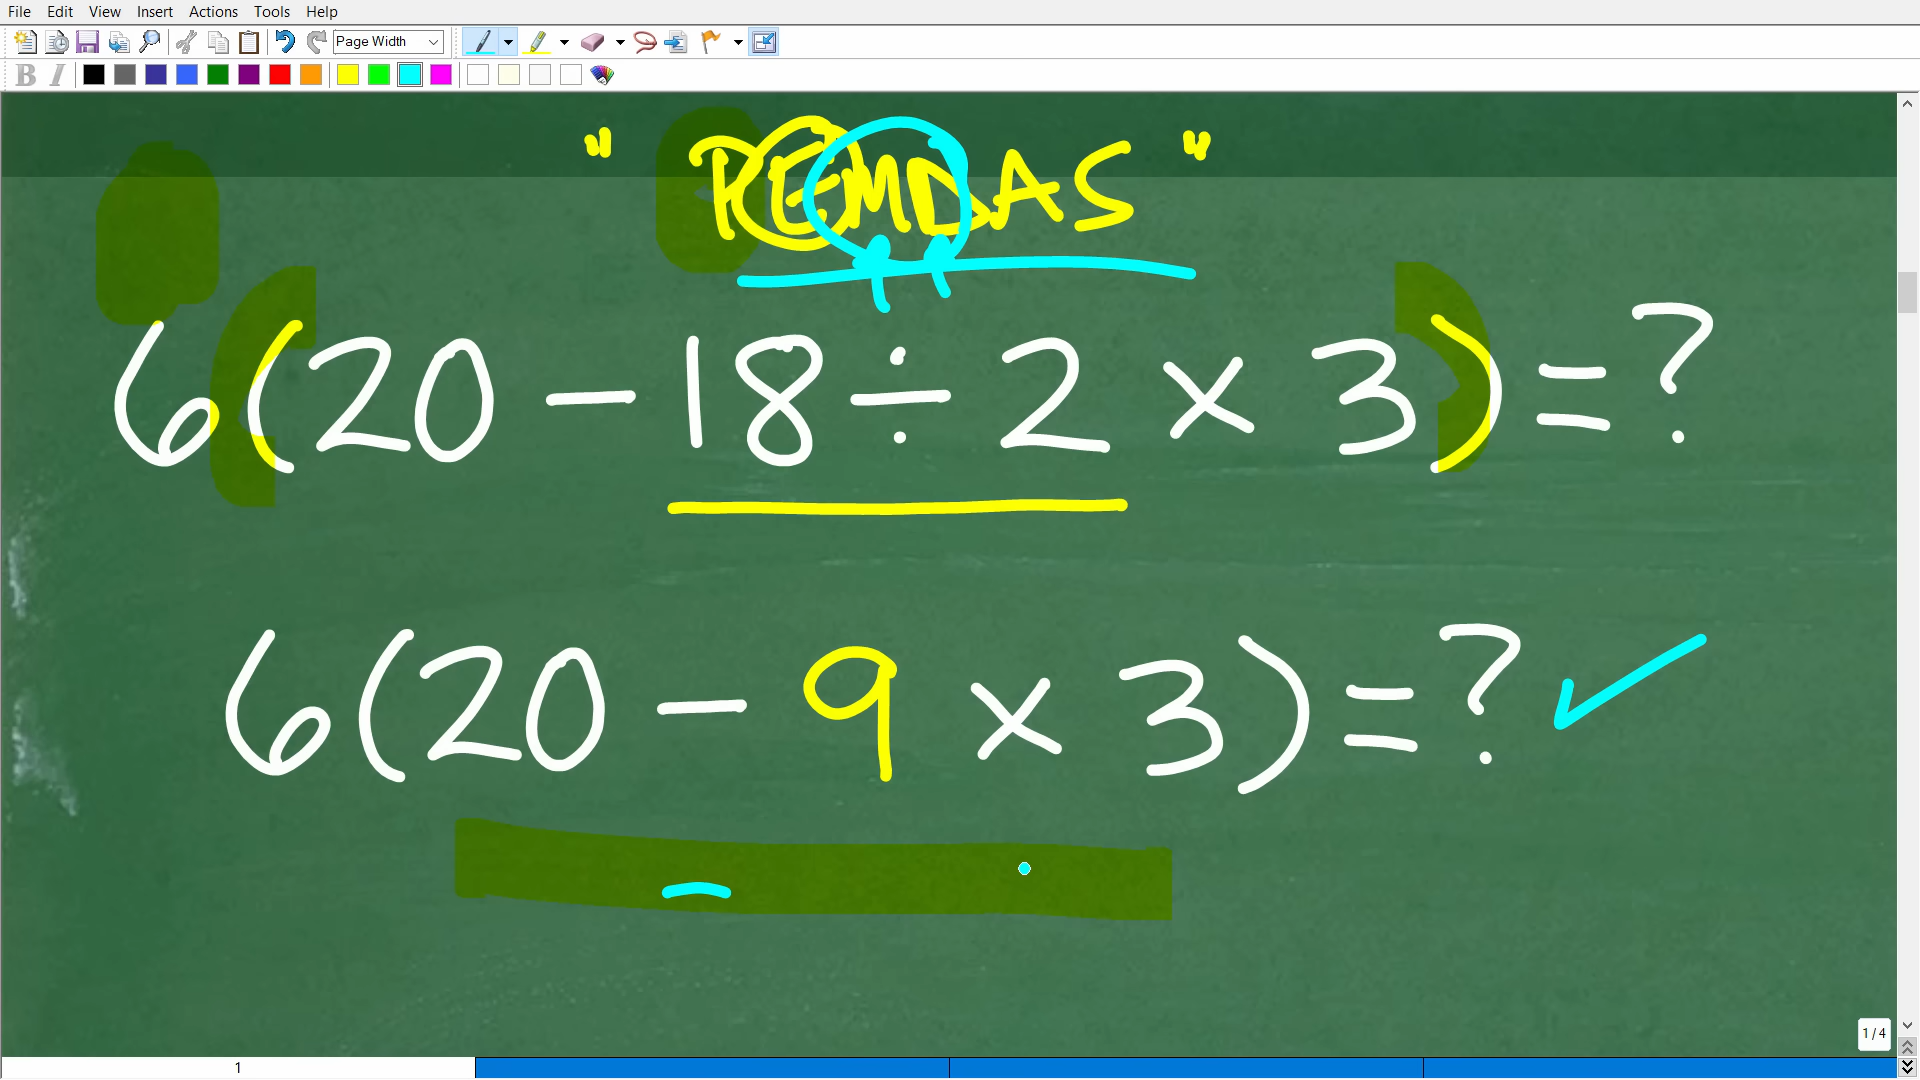 File Edit View Insert Actions Tools Help
Page Width
B I
" PEMDAS "
6(20 - 18 ÷ 2 × 3) = ?
6(20 - 9 × 3) = ?
1 / 4
1